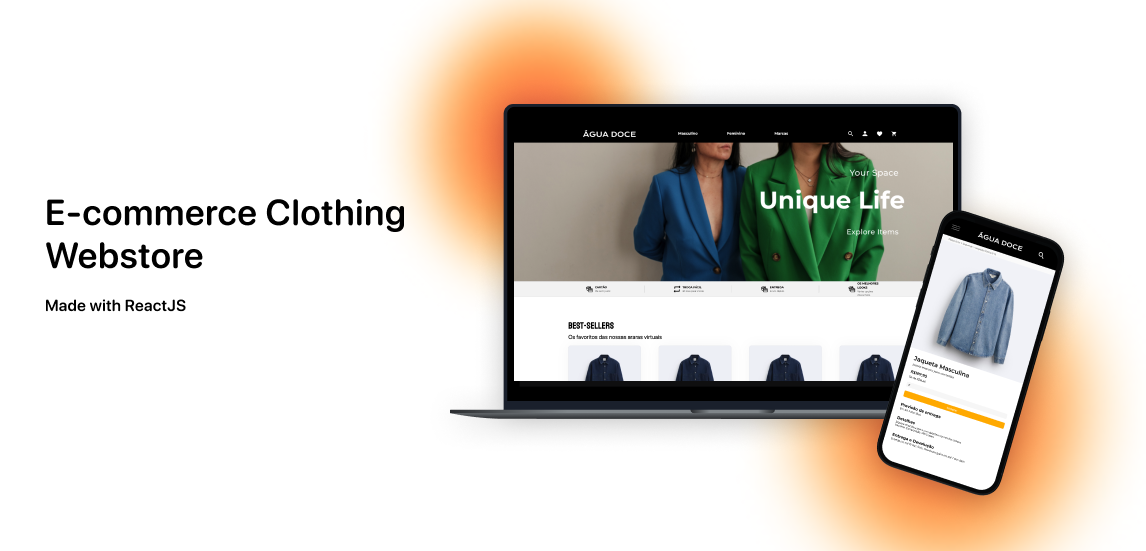 E-commerce Clothing
Webstore
Made with ReactJS
ÁGUA DOCE
Masculino
Feminino
Marcas
Your Space
Unique Life
Explore Items
CARTÃO
TROCA FÁCIL
ENTREGA
OS MELHORES
LOOKS
BEST-SELLERS
Os favoritos das nossas araras virtuais
ÁGUA DOCE
Jaqueta Masculina
Previsão de entrega
Detalhes
Entrega e Devolução